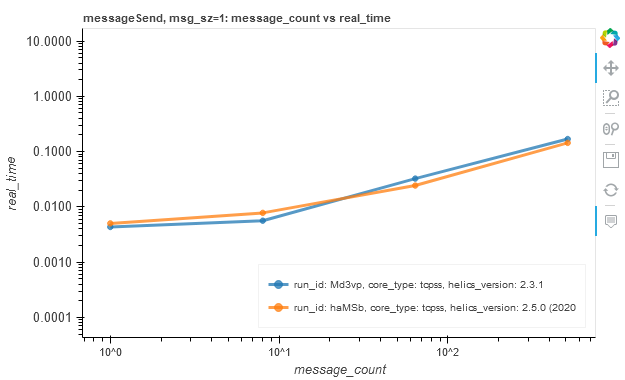 messageSend, msg_sz=1: message_count vs real_time
10.0000
1.0000
0.1000
0.0100
0.0010
0.0001
real_time
run_id: Md3vp, core_type: tcpss, helics_version: 2.3.1
run_id: haMSb, core_type: tcpss, helics_version: 2.5.0 (2020
10^0
10^1
10^2
message_count